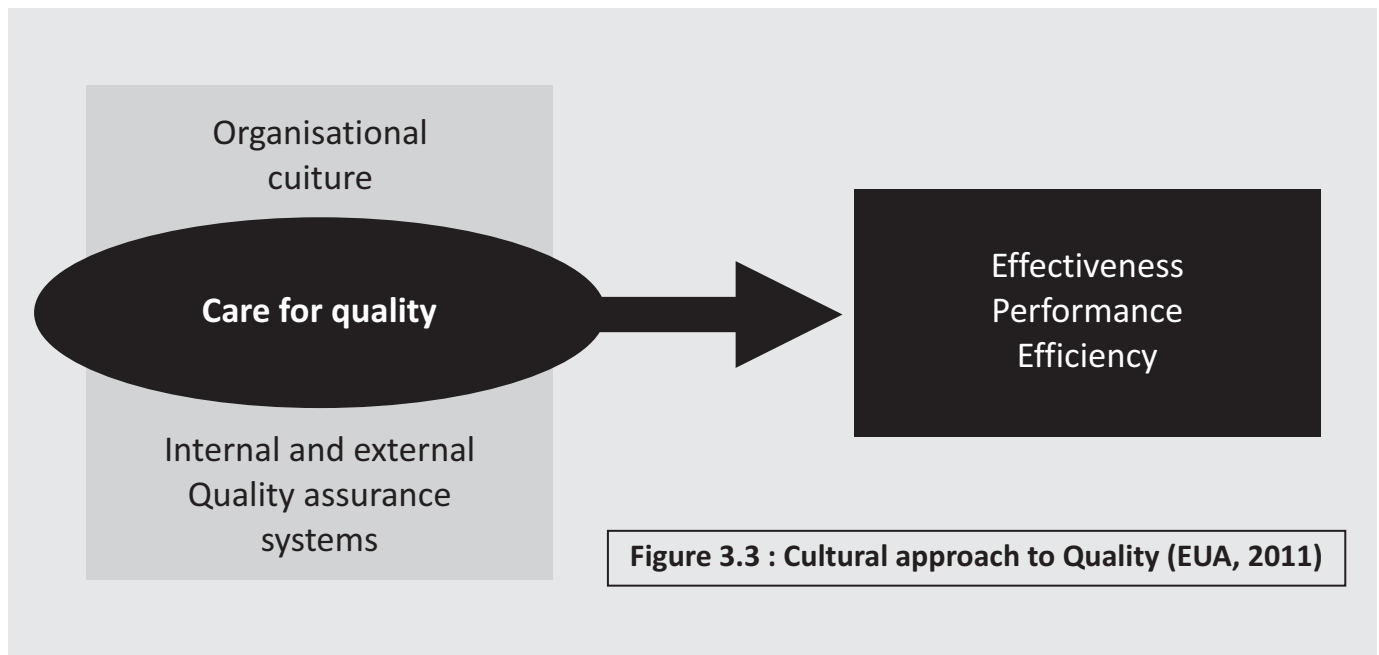 Organisational
cuiture
Care for quality
Internal and external
Quality assurance
systems
Effectiveness
Performance
Efficiency
Figure 3.3 : Cultural approach to Quality (EUA, 2011)